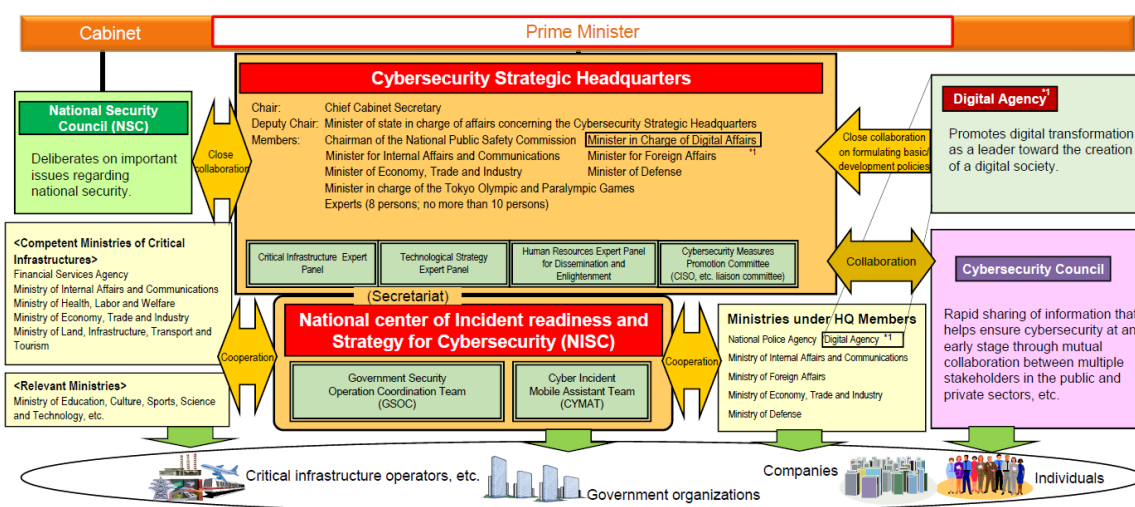 Cabinet
Prime Minister
Cybersecurity Strategic Headquarters
Chair: Chief Cabinet Secretary
Deputy Chair: Minister of state in charge of affairs concerning the Cybersecurity Strategic Headquarters
Members: Chairman of the National Public Safety Commission Minister in Charge of Digital Affairs
Minister for Internal Affairs and Communications Minister for Foreign Affairs *1
Minister of Economy, Trade and Industry Minister of Defense
Minister in charge of the Tokyo Olympic and Paralympic Games
Experts (8 persons; no more than 10 persons)
Critical Infrastructure Expert
Panel
Technological Strategy
Expert Panel
Human Resources Expert Panel
for Dissemination and
Enlightenment
Cybersecurity Measures
Promotion Committee
(CISO, etc. liaison committee)
National Security
Council (NSC)
Deliberates on important
issues regarding
national security.
Close
collaboration
Close collaboration
on formulating basic/
development policies
Digital Agency*1
Promotes digital transformation
as a leader toward the creation
of a digital society.
<Competent Ministries of Critical
Infrastructures>
Financial Services Agency
Ministry of Internal Affairs and Communications
Ministry of Health, Labor and Welfare
Ministry of Economy, Trade and Industry
Ministry of Land, Infrastructure, Transport and
Tourism
<Relevant Ministries>
Ministry of Education, Culture, Sports, Science
and Technology, etc.
Cooperation
(Secretariat)
National center of Incident readiness and
Strategy for Cybersecurity (NISC)
Government Security
Operation Coordination Team
(GSOC)
Cyber Incident
Mobile Assistant Team
(CYMAT)
Cooperation
Ministries under HQ Members
National Police Agency Digital Agency *1
Ministry of Internal Affairs and Communications
Ministry of Foreign Affairs
Ministry of Economy, Trade and Industry
Ministry of Defense
Collaboration
Cybersecurity Council
Rapid sharing of information that
helps ensure cybersecurity at an
early stage through mutual
collaboration between multiple
stakeholders in the public and
private sectors, etc.
Critical infrastructure operators, etc.
Government organizations
Companies
Individuals